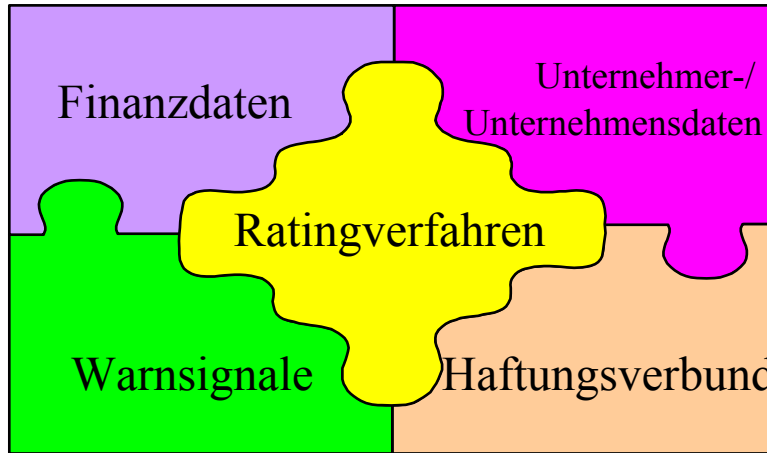 Finanzdaten
Unternehmer-/
Unternehmensdaten
Ratingverfahren
Warnsignale
Haftungsverbund